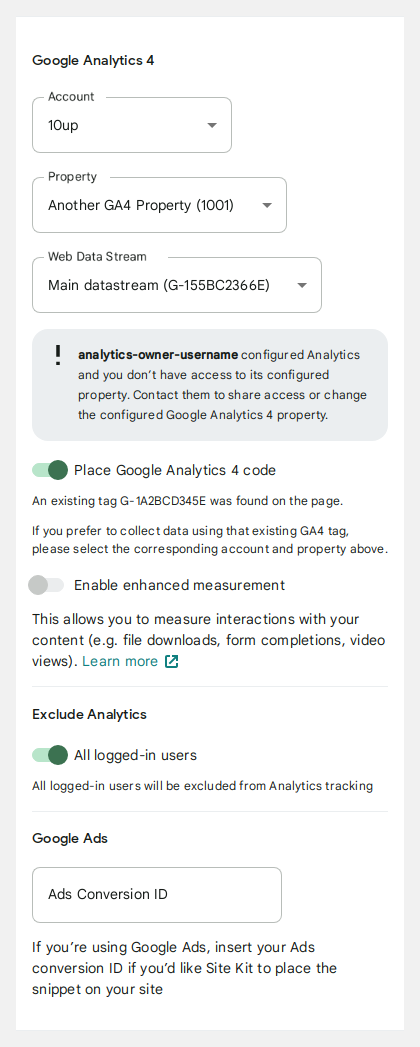 Google Analytics 4
Account
10up
Property
Another GA4 Property (1001)
Web Data Stream
Main datastream (G-155BC2366E)
analytics-owner-username configured Analytics
and you don’t have access to its configured
property. Contact them to share access or change
the configured Google Analytics 4 property.
Place Google Analytics 4 code
An existing tag G-1A2BCD345E was found on the page.
If you prefer to collect data using that existing GA4 tag,
please select the corresponding account and property above.
Enable enhanced measurement
This allows you to measure interactions with your
content (e.g. file downloads, form completions, video
views). Learn more
Exclude Analytics
All logged-in users
All logged-in users will be excluded from Analytics tracking
Google Ads
Ads Conversion ID
If you’re using Google Ads, insert your Ads
conversion ID if you’d like Site Kit to place the
snippet on your site